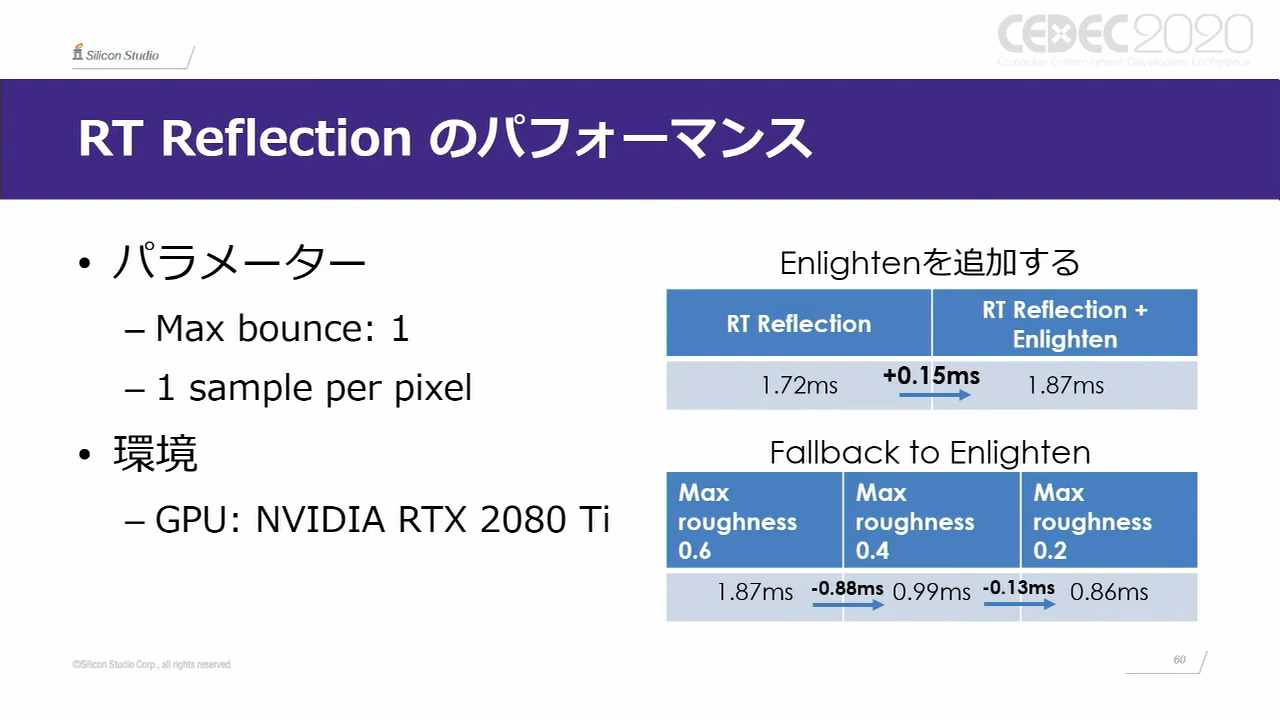 Silicon Studio
CEDEC2020
Computer Entertainment Developers Conference
RT Reflection のパフォーマンス
• パラメーター
– Max bounce: 1
– 1 sample per pixel
• 環境
– GPU: NVIDIA RTX 2080 Ti
Enlightenを追加する
RT Reflection
RT Reflection +
Enlighten
1.72ms
+0.15ms
1.87ms
Fallback to Enlighten
Max
roughness
0.6
Max
roughness
0.4
Max
roughness
0.2
1.87ms
-0.88ms
0.99ms
-0.13ms
0.86ms
©Silicon Studio Corp., all rights reserved.
60